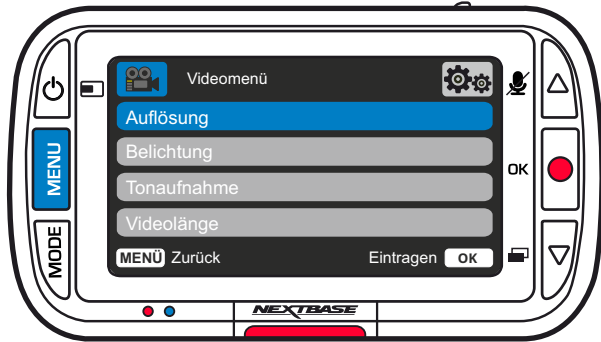 Videomenü
Auflösung
Belichtung
Tonaufnahme
Videolänge
MENÜ Zurück Eintragen OK
MENU
MODE
OK
NEXTBASE